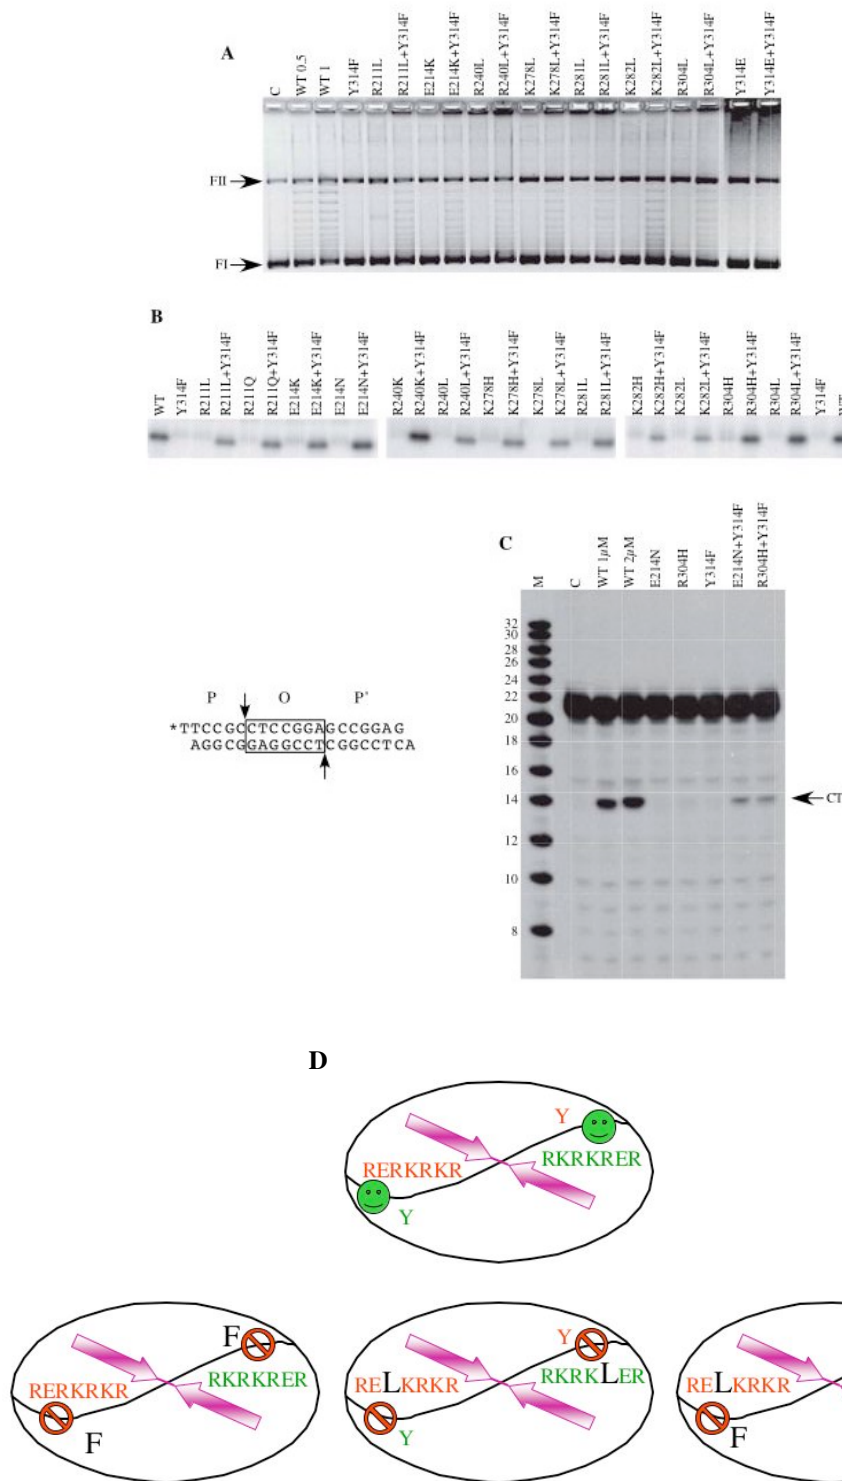 A
C
WT 0.5
WT 1
Y314F
R211L
R211L+Y314F
E214K
E214K+Y314F
R240L
R240L+Y314F
K278L
K278L+Y314F
R281L
R281L+Y314F
K282L
K282L+Y314F
R304L
R304L+Y314F
Y314E
Y314E+Y314F
FII
FI
B
WT
Y314F
R211L
R211L+Y314F
R211Q
R211Q+Y314F
E214K
E214K+Y314F
E214N
E214N+Y314F
R240K
R240K+Y314F
R240L
R240L+Y314F
K278H
K278H+Y314F
K278L
K278L+Y314F
R281L
R281L+Y314F
K282H
K282H+Y314F
K282L
K282L+Y314F
R304H
R304H+Y314F
R304L
R304L+Y314F
Y314F
WT
C
M
C
WT 1μM
WT 2μM
E214N
R304H
Y314F
E214N+Y314F
R304H+Y314F
32
30
28
26
24
22
20
18
16
14
12
10
8
CT
P O P'
*TTCCGCCTCCGGAGCCGGAG
AGGCGGAGGCCTCGGCCTCA
D
Y
RERKRKR RKRKRER
Y
F
RERKRKR RKRKRER
F
Y
RELKRKR RKRKLER
Y
RELKRKR
F